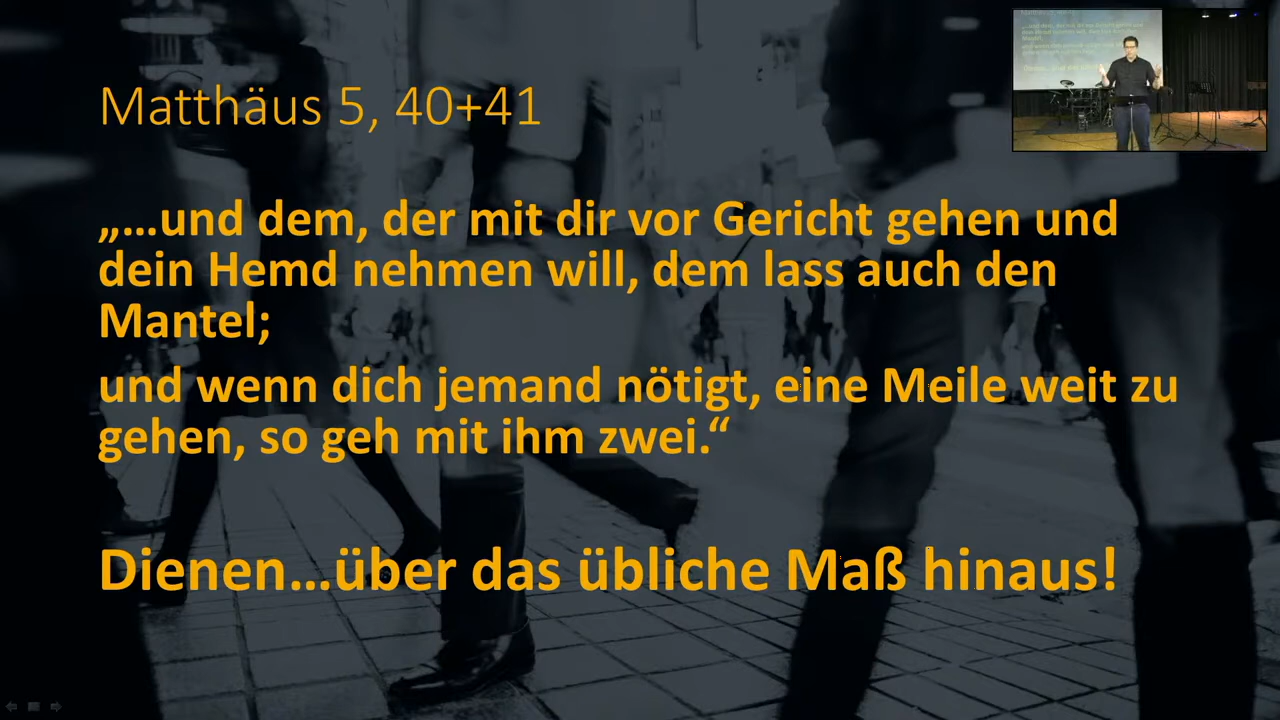 Matthäus 5, 40+41
„…und dem, der mit dir vor Gericht gehen und
dein Hemd nehmen will, dem lass auch den
Mantel;
und wenn dich jemand nötigt, eine Meile weit zu
gehen, so geh mit ihm zwei.“
Dienen…über das übliche Maß hinaus!